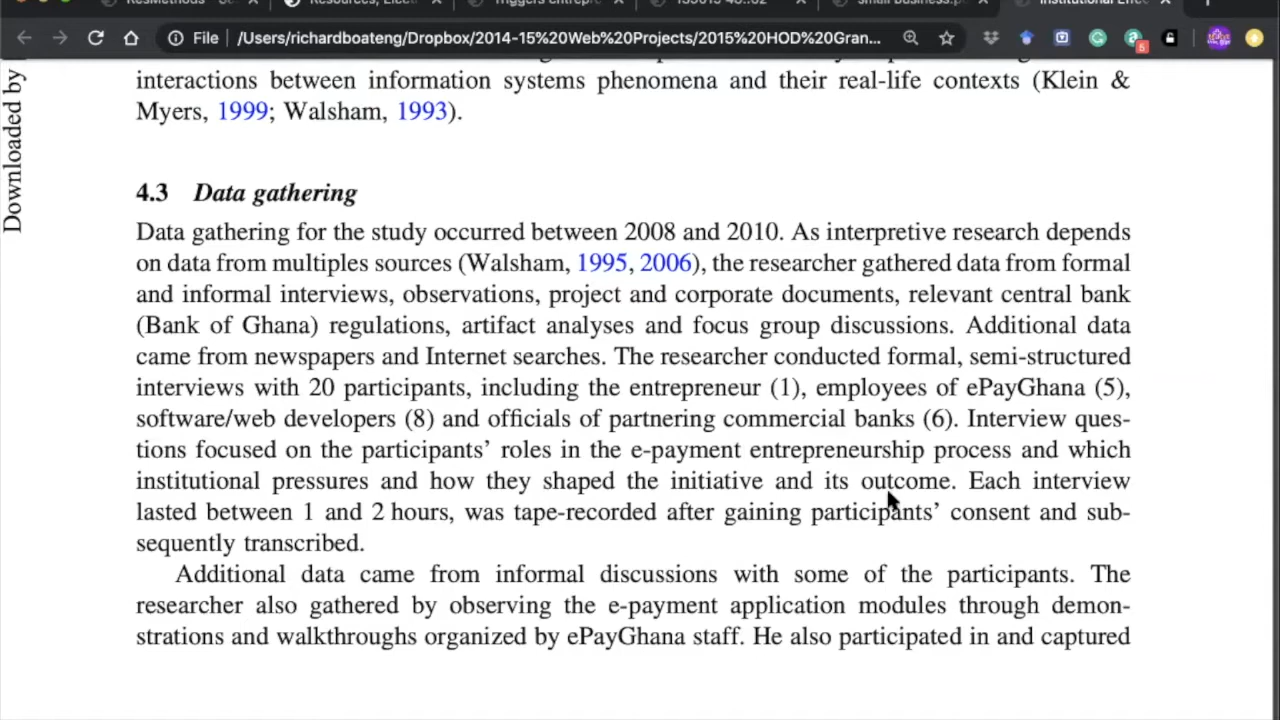 File
/Users/richardboateng/Dropbox/2014-15%20Web%20Projects/2015%20HOD%20Gran...
6
Downloaded by
interactions between information systems phenomena and their real-life contexts (Klein &
Myers, 1999; Walsham, 1993).
4.3 Data gathering
Data gathering for the study occurred between 2008 and 2010. As interpretive research depends
on data from multiples sources (Walsham, 1995, 2006), the researcher gathered data from formal
and informal interviews, observations, project and corporate documents, relevant central bank
(Bank of Ghana) regulations, artifact analyses and focus group discussions. Additional data
came from newspapers and Internet searches. The researcher conducted formal, semi-structured
interviews with 20 participants, including the entrepreneur (1), employees of ePayGhana (5),
software/web developers (8) and officials of partnering commercial banks (6). Interview ques-
tions focused on the participants' roles in the e-payment entrepreneurship process and which
institutional pressures and how they shaped the initiative and its outcome. Each interview
lasted between 1 and 2 hours, was tape-recorded after gaining participants' consent and sub-
sequently transcribed.
Additional data came from informal discussions with some of the participants. The
researcher also gathered by observing the e-payment application modules through demon-
strations and walkthroughs organized by ePayGhana staff. He also participated in and captured